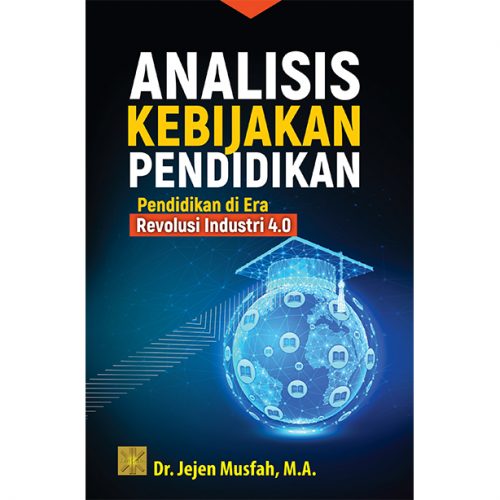 ANALISIS
KEBIJAKAN
PENDIDIKAN
Pendidikan di Era
Revolusi Industri 4.0
Dr. Jejen Musfah, M.A.